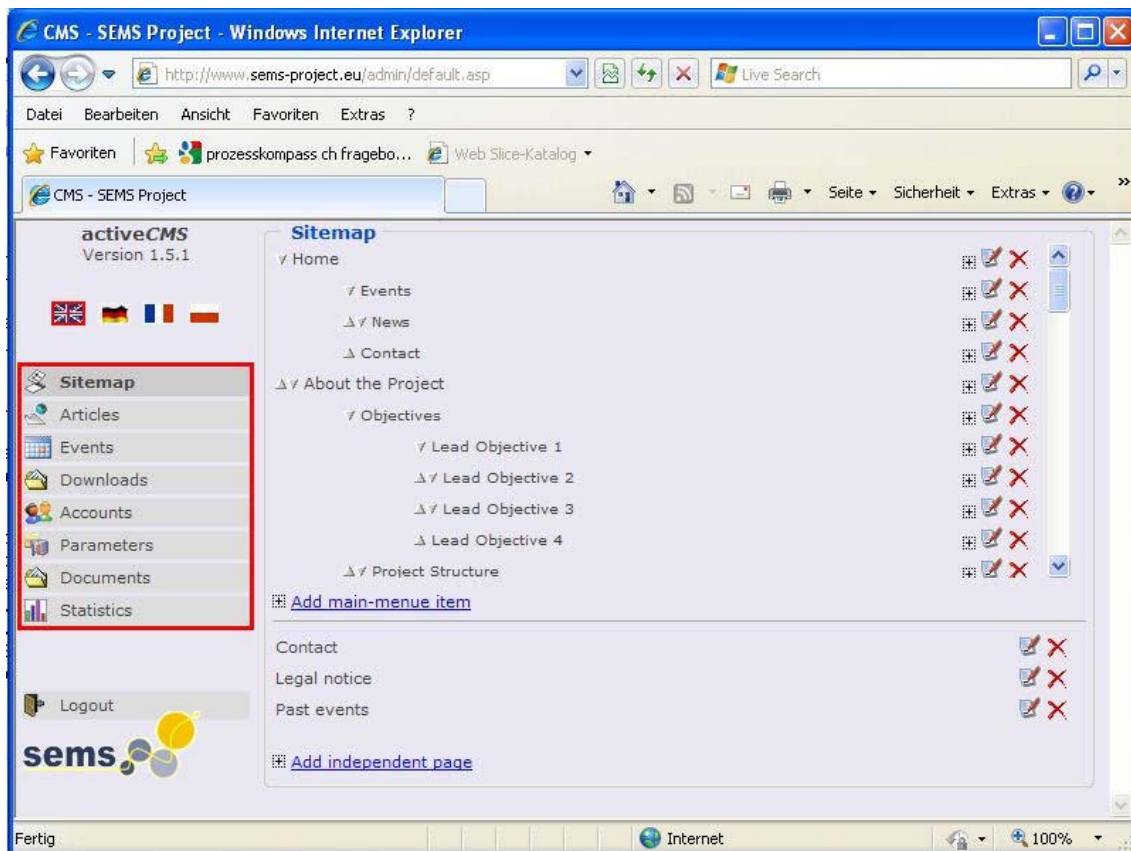 CMS - SEMS Project - Windows Internet Explorer
http://www.sems-project.eu/admin/default.asp
Live Search
Datei Bearbeiten Ansicht Favoriten Extras ?
Favoriten prozesskompass ch fragebo... Web Slice-Katalog
CMS - SEMS Project
Seite Sicherheit Extras
activeCMS
Version 1.5.1
Sitemap
Articles
Events
Downloads
Accounts
Parameters
Documents
Statistics
Logout
sems
Sitemap
Home
Events
News
Contact
About the Project
Objectives
Lead Objective 1
Lead Objective 2
Lead Objective 3
Lead Objective 4
Project Structure
Add main-menue item
Contact
Legal notice
Past events
Add independent page
Fertig
Internet
100%